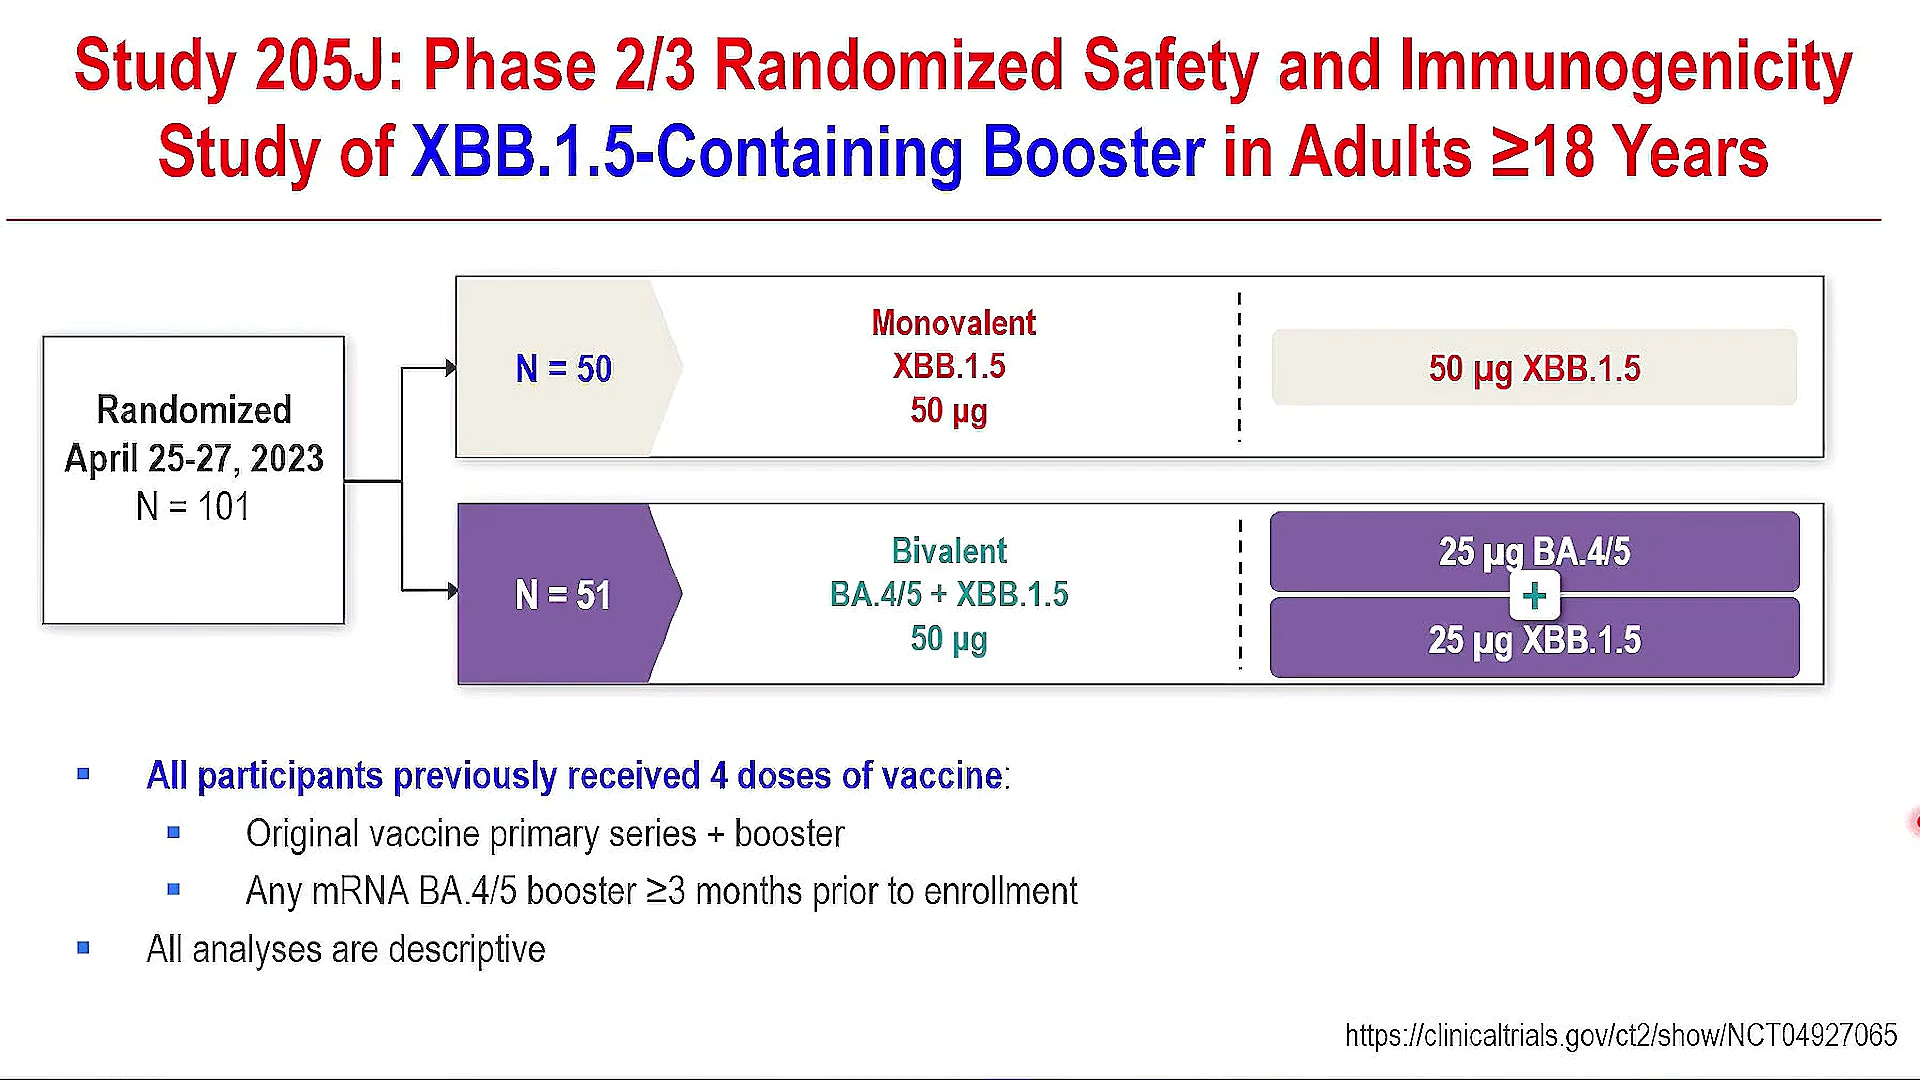 Study 205J: Phase 2/3 Randomized Safety and Immunogenicity
Study of XBB.1.5-Containing Booster in Adults ≥18 Years
Randomized
April 25-27, 2023
N = 101
N = 50
Monovalent
XBB.1.5
50 µg
50 µg XBB.1.5
N = 51
Bivalent
BA.4/5 + XBB.1.5
50 µg
25 µg BA.4/5
+
25 µg XBB.1.5
▪ All participants previously received 4 doses of vaccine:
▪ Original vaccine primary series + booster
▪ Any mRNA BA.4/5 booster ≥3 months prior to enrollment
▪ All analyses are descriptive
https://clinicaltrials.gov/ct2/show/NCT04927065